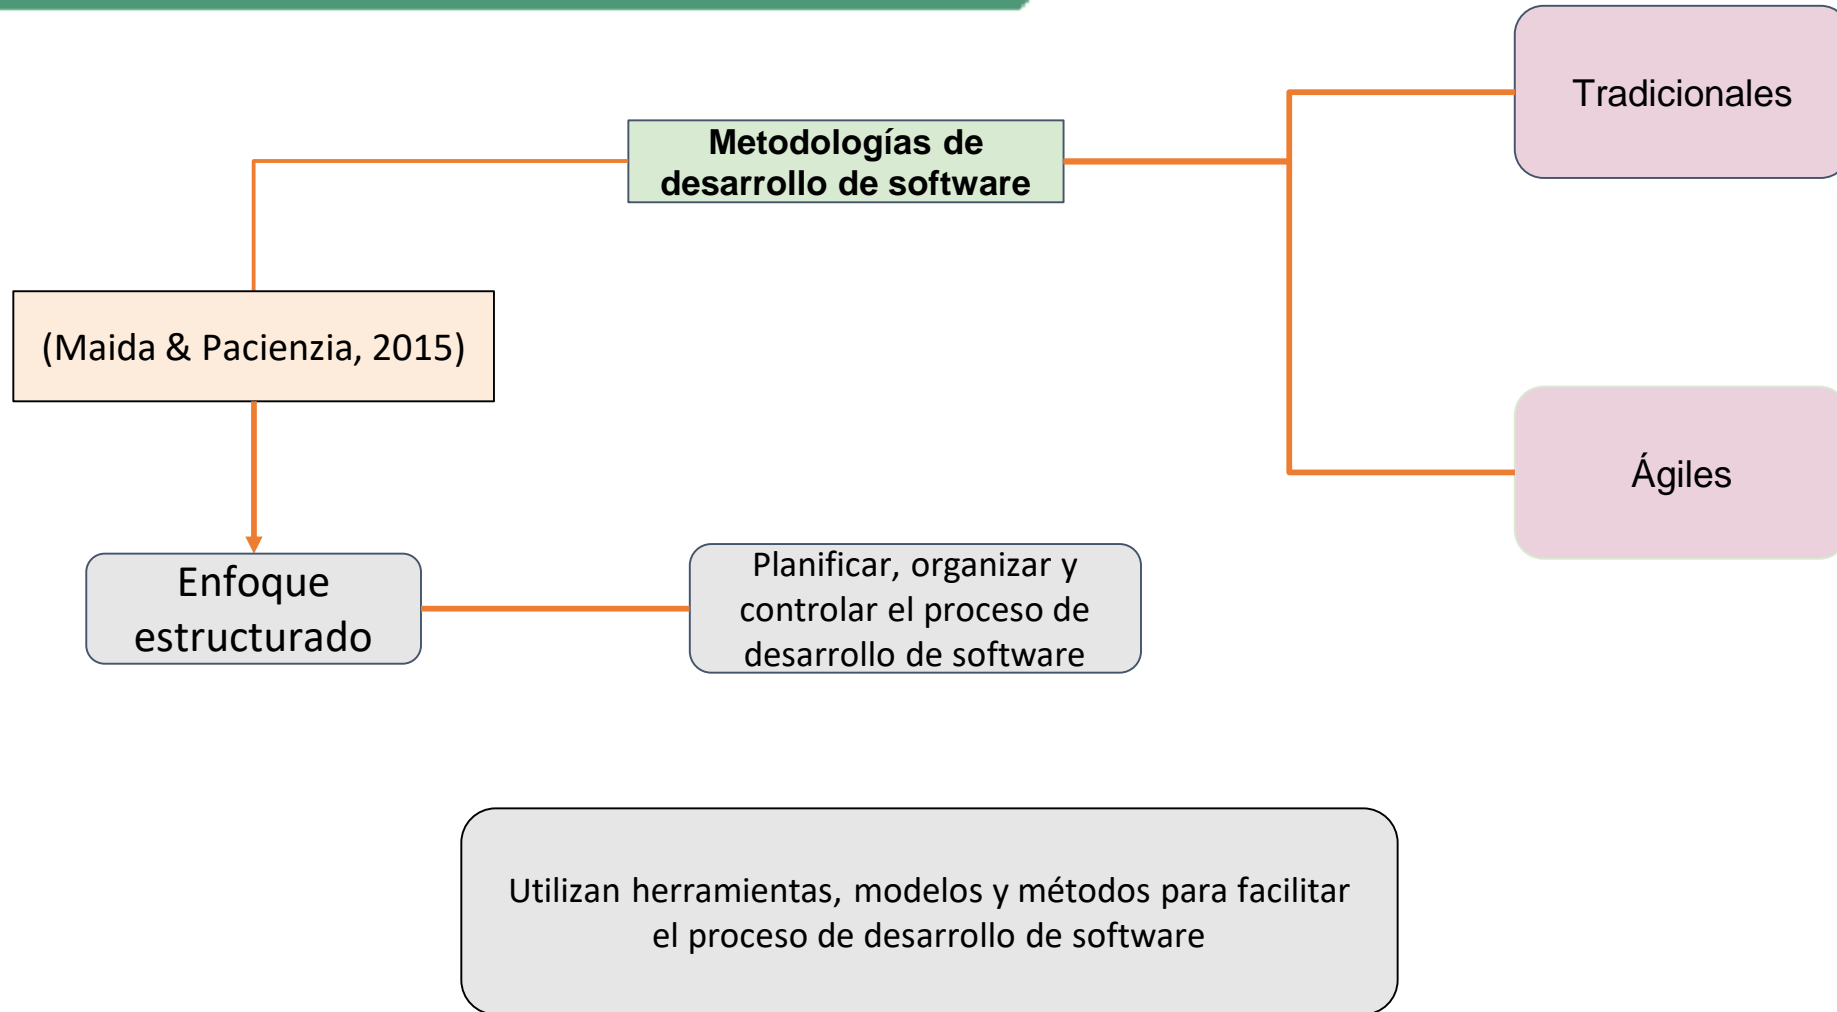 Tradicionales
Metodologías de
desarrollo de software
(Maida & Pacienzia, 2015)
Ágiles
Enfoque
estructurado
Planificar, organizar y
controlar el proceso de
desarrollo de software
Utilizan herramientas, modelos y métodos para facilitar
el proceso de desarrollo de software